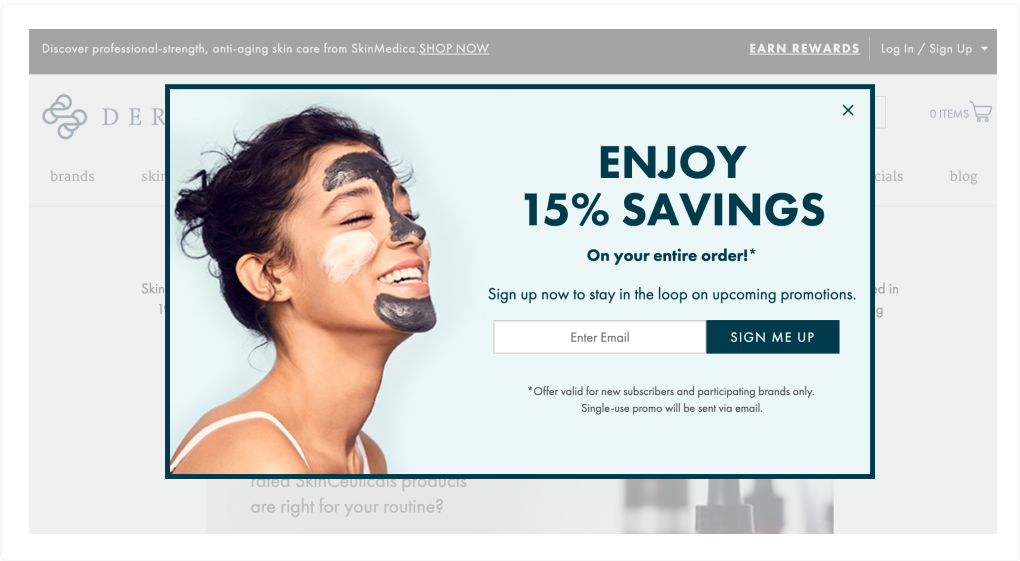 Discover professional-strength, anti-aging skin care from SkinMedica. SHOP NOW
EARN REWARDS
Log In / Sign Up
DER
0 ITEMS
brands
blog
ENJOY
15% SAVINGS
On your entire order!*
Sign up now to stay in the loop on upcoming promotions.
Enter Email
SIGN ME UP
*Offer valid for new subscribers and participating brands only.
Single-use promo will be sent via email.
rated SkinCeuticals products
are right for your routine?